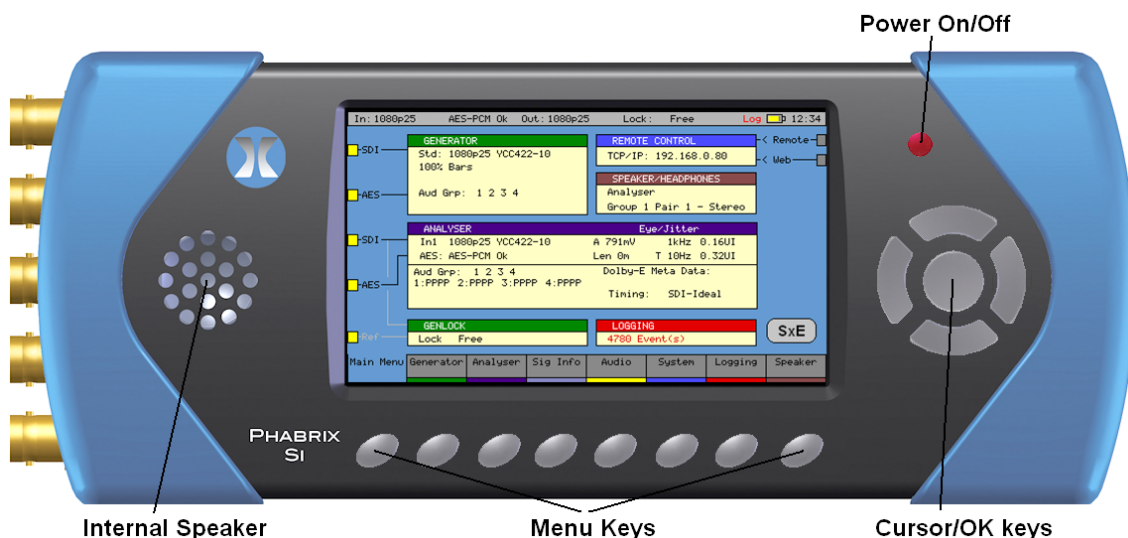 Power On/Off
In: 1080p25 AES-PCM Ok Out: 1080p25 Lock: Free Log 12:34
GENERATOR
Std: 1080p25 YCC422-10
100% Bars
Aud Grp: 1 2 3 4
REMOTE CONTROL
TCP/IP: 192.168.0.80
< Remote
< Web
SPEAKER/HEADPHONES
Analyser
Group 1 Pair 1 - Stereo
SDI
AES
ANALYSER Eye/Jitter
In1 1080p25 YCC422-10 A 791mV 1kHz 0.16UI
AES: AES-PCM Ok Len 0m T 10Hz 0.32UI
Aud Grp: 1 2 3 4 Dolby-E Meta Data:
1:PPPP 2:PPPP 3:PPPP 4:PPPP
Timing: SDI-Ideal
SDI
AES
Ref
GENLOCK
Lock Free
LOGGING
4780 Event(s)
SxE
Main Menu Generator Analyser Sig Info Audio System Logging Speaker
PHABRIX
SI
Internal Speaker
Menu Keys
Cursor/OK keys